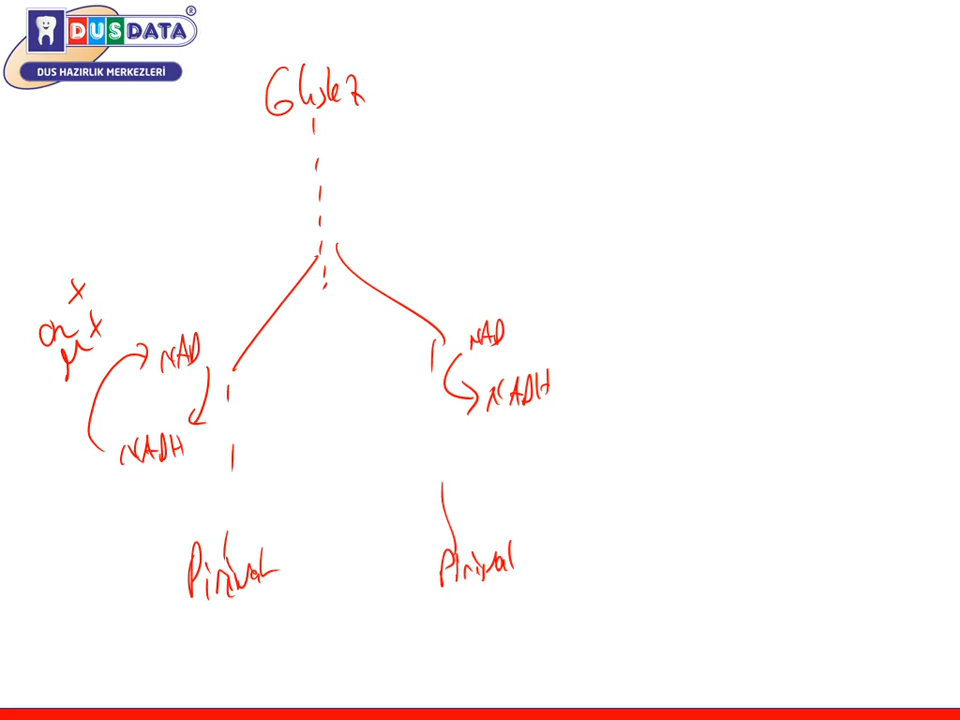 DUSDATA ®
DUS HAZIRLIK MERKEZLERİ
Glukoz
NAD
NADH
NAD
NADH
Pirüvat
Pirüvat